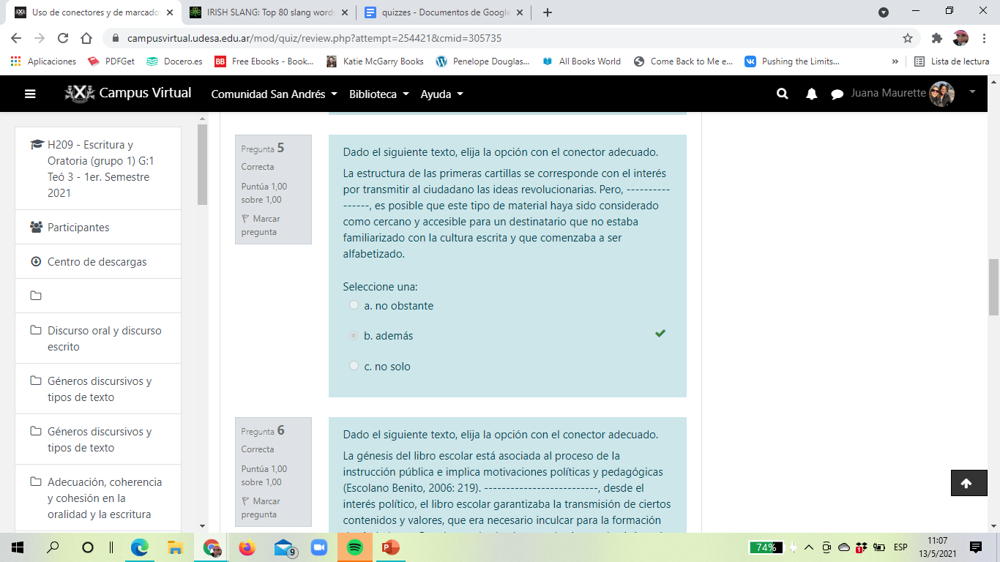 Uso de conectores y de marcado
IRISH SLANG: Top 80 slang words
quizzes - Documentos de Google
campusvirtual.udesa.edu.ar/mod/quiz/review.php?attempt=254421&cmid=305735
Aplicaciones
PDFGet
Docero.es
BB
Free Ebooks - Book...
Katie McGarry Books
Penelope Douglas...
All Books World
Come Back to Me e...
Pushing the Limits...
»
Lista de lectura
Campus Virtual
Comunidad San Andrés
Biblioteca
Ayuda
Juana Maurette
H209 - Escritura y
Oratoria (grupo 1) G:1
Teó 3 - 1er. Semestre
2021
Participantes
Centro de descargas
Discurso oral y discurso
escrito
Géneros discursivos y
tipos de texto
Géneros discursivos y
tipos de texto
Adecuación, coherencia
y cohesión en la
oralidad y la escritura
Pregunta 5
Correcta
Puntúa 1,00
sobre 1,00
Marcar
pregunta
Dado el siguiente texto, elija la opción con el conector adecuado.
La estructura de las primeras cartillas se corresponde con el interés
por transmitir al ciudadano las ideas revolucionarias. Pero, -----------
------, es posible que este tipo de material haya sido considerado
como cercano y accesible para un destinatario que no estaba
familiarizado con la cultura escrita y que comenzaba a ser
alfabetizado.
Seleccione una:
a. no obstante
b. además
c. no solo
Pregunta 6
Correcta
Puntúa 1,00
sobre 1,00
Marcar
pregunta
Dado el siguiente texto, elija la opción con el conector adecuado.
La génesis del libro escolar está asociada al proceso de la
instrucción pública e implica motivaciones políticas y pedagógicas
(Escolano Benito, 2006: 219). --------------------------, desde el
interés político, el libro escolar garantizaba la transmisión de ciertos
contenidos y valores, que era necesario inculcar para la formación
9
74%
ESP
11:07
13/5/2021